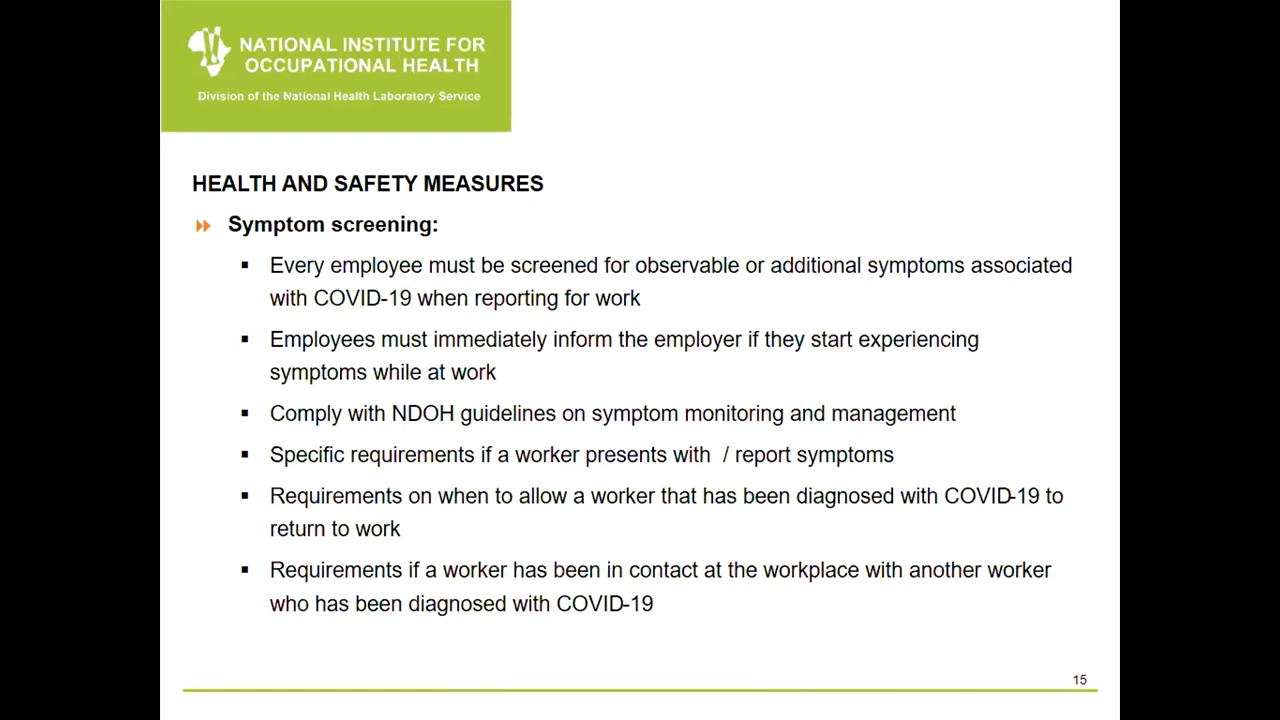 NATIONAL INSTITUTE FOR
OCCUPATIONAL HEALTH
Division of the National Health Laboratory Service
HEALTH AND SAFETY MEASURES
Symptom screening:
Every employee must be screened for observable or additional symptoms associated
with COVID-19 when reporting for work
Employees must immediately inform the employer if they start experiencing
symptoms while at work
Comply with NDOH guidelines on symptom monitoring and management
Specific requirements if a worker presents with / report symptoms
Requirements on when to allow a worker that has been diagnosed with COVID-19 to
return to work
Requirements if a worker has been in contact at the workplace with another worker
who has been diagnosed with COVID-19
15